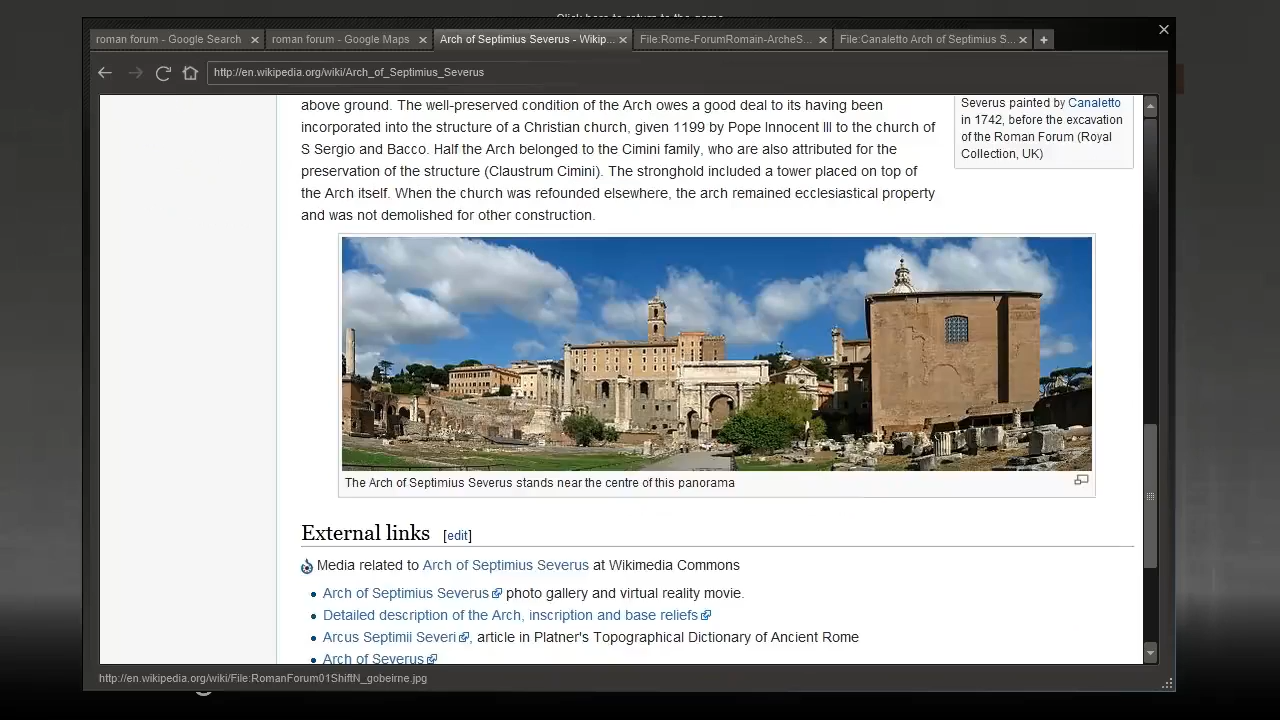 Click here to return to the game
roman forum - Google Search
roman forum - Google Maps
Arch of Septimius Severus - Wikip...
File:Rome-ForumRomain-ArcheS...
File:Canaletto Arch of Septimius S...
http://en.wikipedia.org/wiki/Arch_of_Septimius_Severus
above ground. The well-preserved condition of the Arch owes a good deal to its having been
incorporated into the structure of a Christian church, given 1199 by Pope Innocent III to the church of
S Sergio and Bacco. Half the Arch belonged to the Cimini family, who are also attributed for the
preservation of the structure (Claustrum Cimini). The stronghold included a tower placed on top of
the Arch itself. When the church was refounded elsewhere, the arch remained ecclesiastical property
and was not demolished for other construction.
Severus painted by Canaletto
in 1742, before the excavation
of the Roman Forum (Royal
Collection, UK)
The Arch of Septimius Severus stands near the centre of this panorama
External links [edit]
Media related to Arch of Septimius Severus at Wikimedia Commons
Arch of Septimius Severus photo gallery and virtual reality movie.
Detailed description of the Arch, inscription and base reliefs
Arcus Septimii Severi, article in Platner's Topographical Dictionary of Ancient Rome
Arch of Severus
http://en.wikipedia.org/wiki/File:RomanForum01ShiftN_gobeirne.jpg